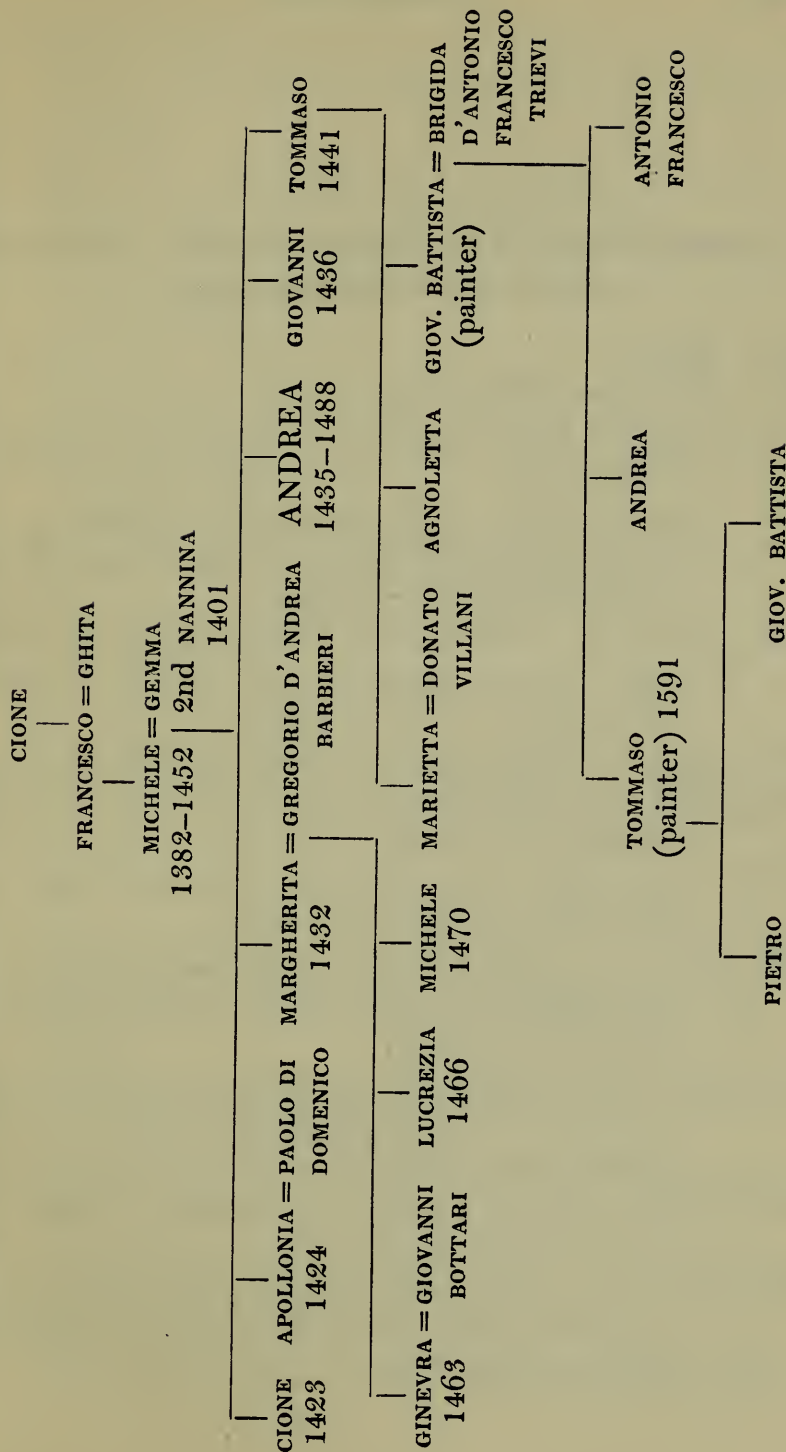 CIONE
FRANCESCO = GHITA
MICHELE = GEMMA
1382–1452 2nd NANNINA
1401
CIONE APOLLONIA = PAOLO DI MARGHERITA = GREGORIO D'ANDREA ANDREA GIOVANNI TOMMASO
1423 1424 DOMENICO 1432 BARBIERI 1435–1488 1436 1441
GINEVRA = GIOVANNI LUCREZIA MICHELE MARIETTA = DONATO AGNOLETTA GIOV. BATTISTA = BRIGIDA
1463 BOTTARI 1466 1470 VILLANI (painter) D'ANTONIO
FRANCESCO
TRIEVI
TOMMASO ANDREA ANTONIO
(painter) 1591 FRANCESCO
PIETRO GIOV. BATTISTA